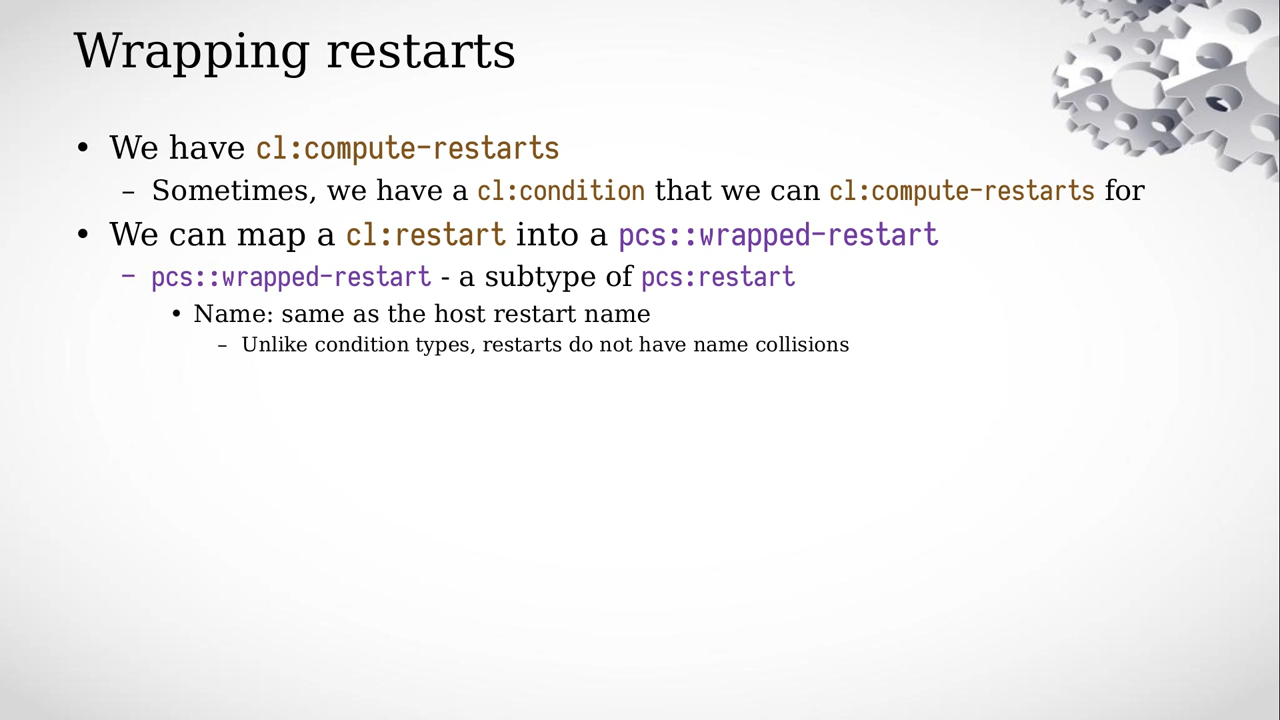 Wrapping restarts
• We have cl:compute-restarts
– Sometimes, we have a cl:condition that we can cl:compute-restarts for
• We can map a cl:restart into a pcs::wrapped-restart
– pcs::wrapped-restart - a subtype of pcs:restart
• Name: same as the host restart name
– Unlike condition types, restarts do not have name collisions